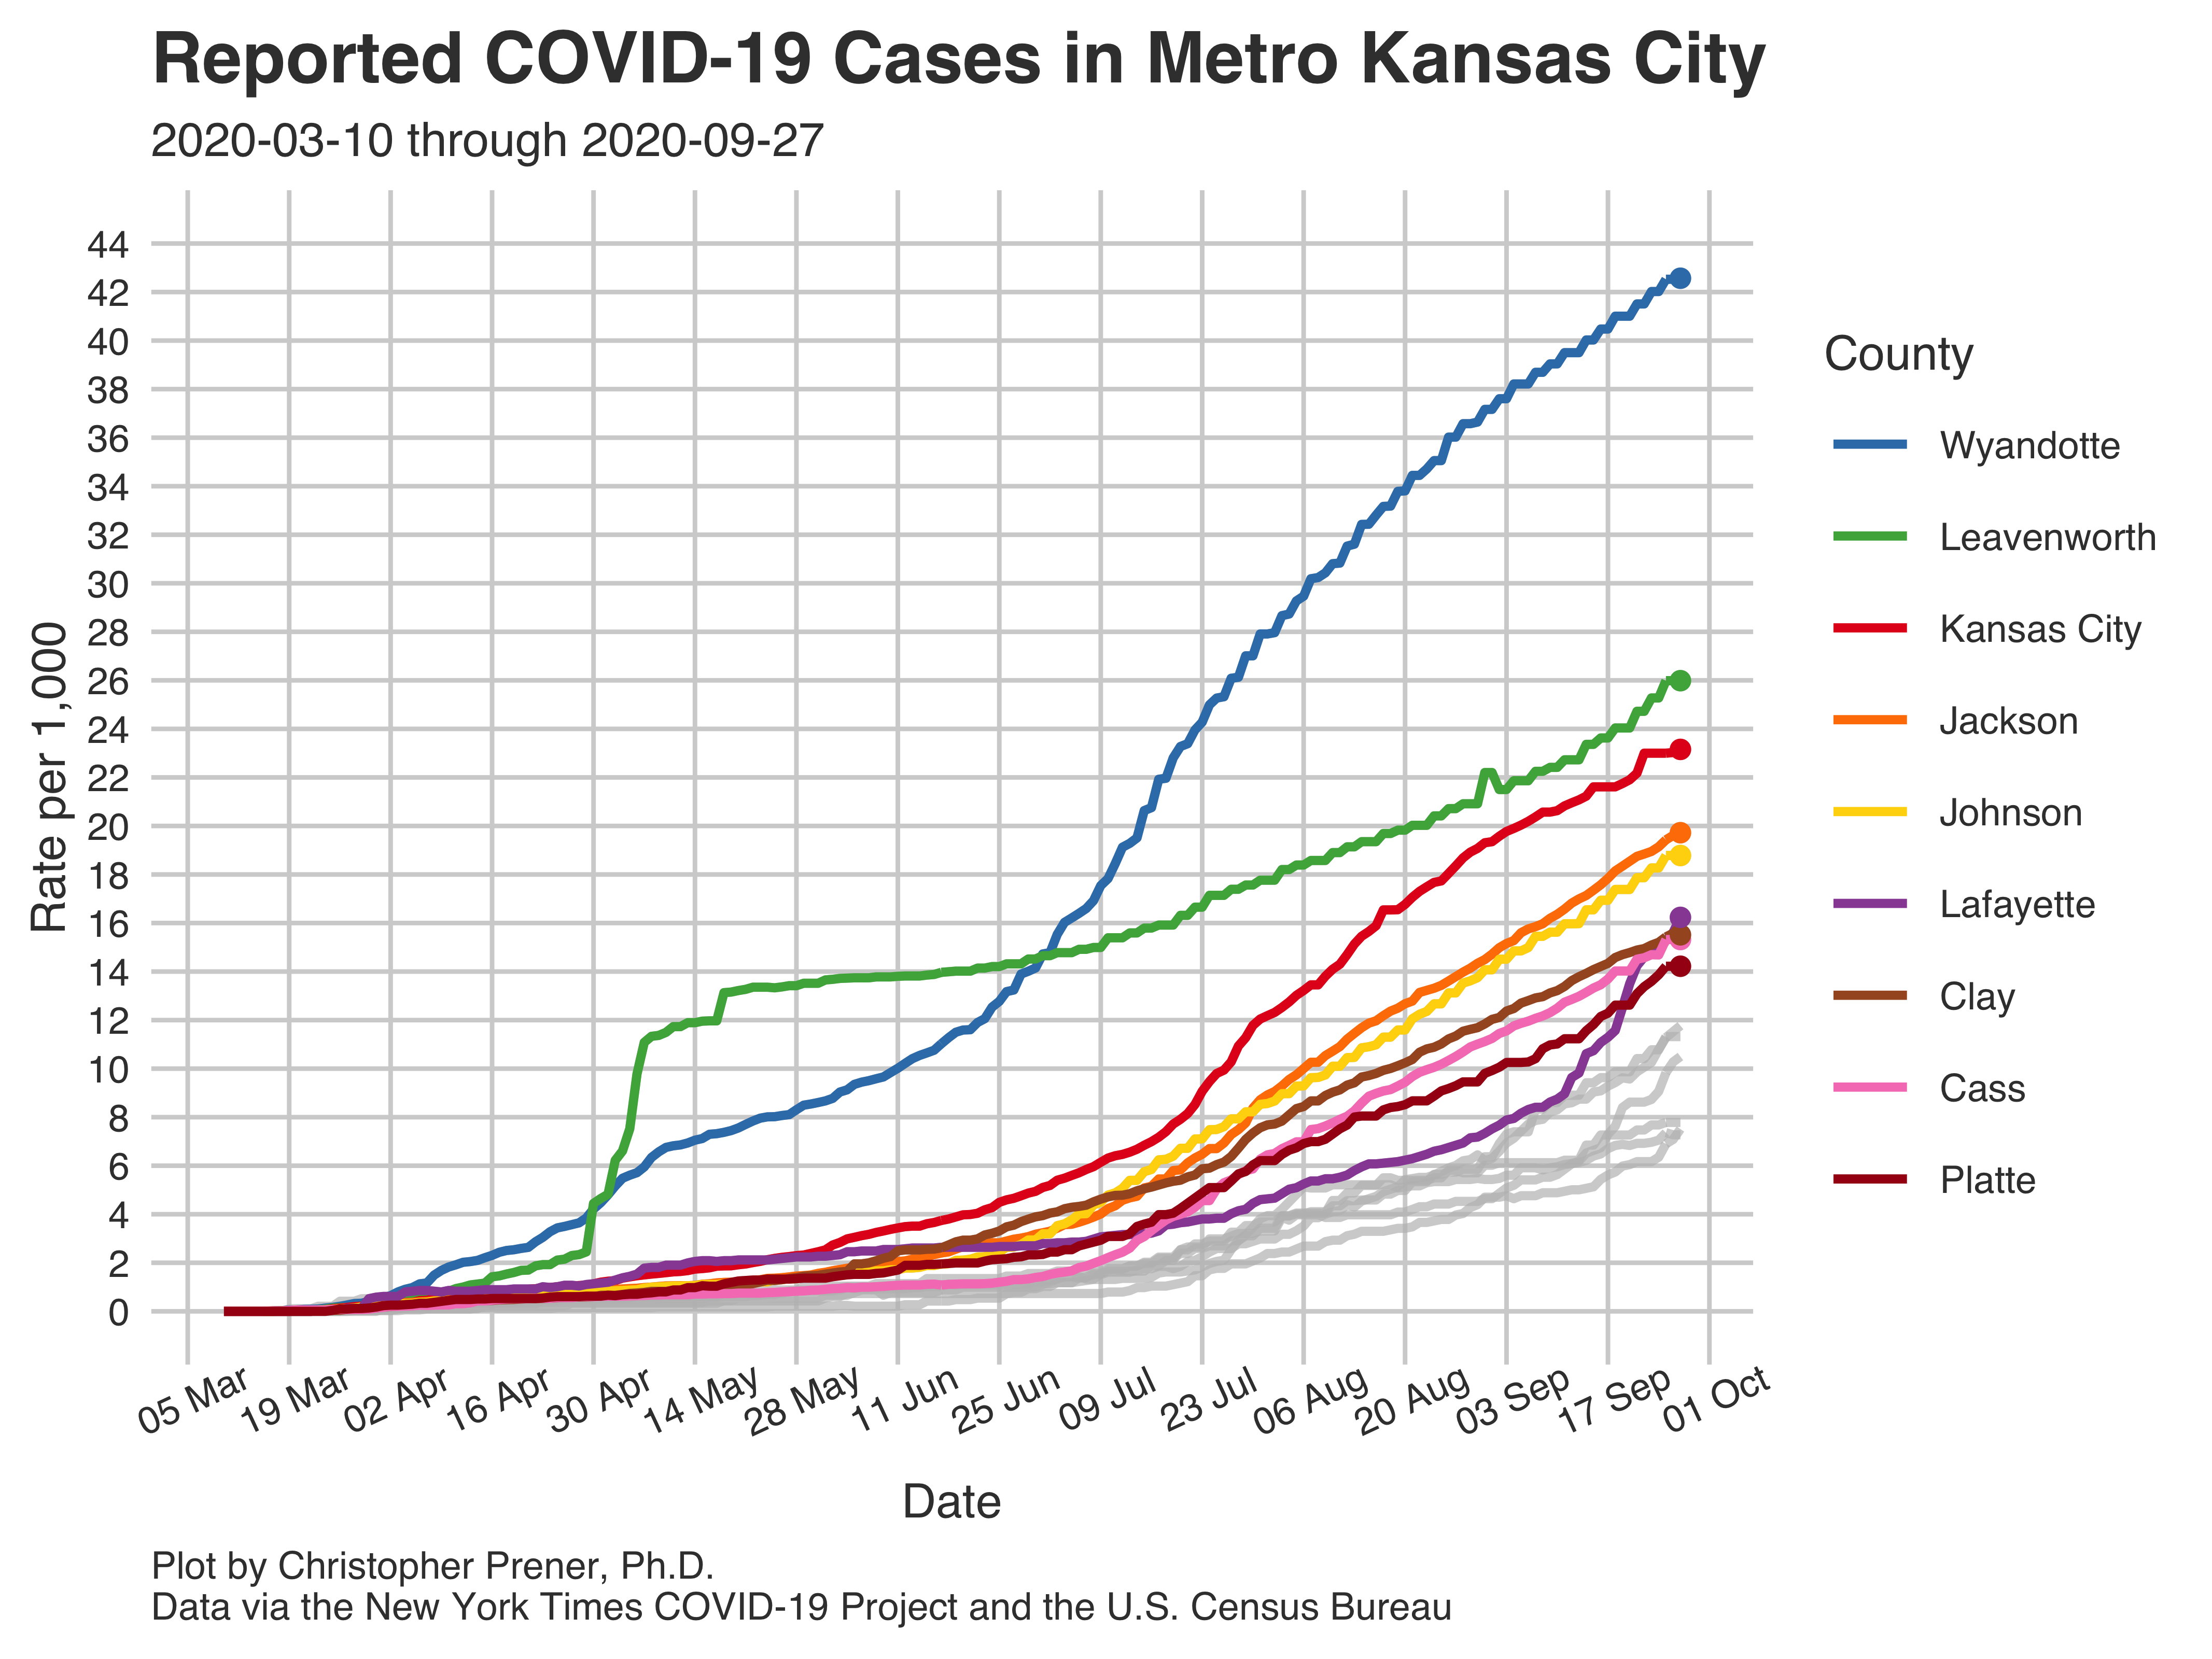 Reported COVID-19 Cases in Metro Kansas City
2020-03-10 through 2020-09-27
44
42
40
38
36
34
32
30
28
26
24
22
20
18
16
14
12
10
8
6
4
2
0
Rate per 1,000
05 Mar
19 Mar
02 Apr
16 Apr
30 Apr
14 May
28 May
11 Jun
25 Jun
09 Jul
23 Jul
06 Aug
20 Aug
03 Sep
17 Sep
01 Oct
Date
County
Wyandotte
Leavenworth
Kansas City
Jackson
Johnson
Lafayette
Clay
Cass
Platte
Plot by Christopher Prener, Ph.D.
Data via the New York Times COVID-19 Project and the U.S. Census Bureau